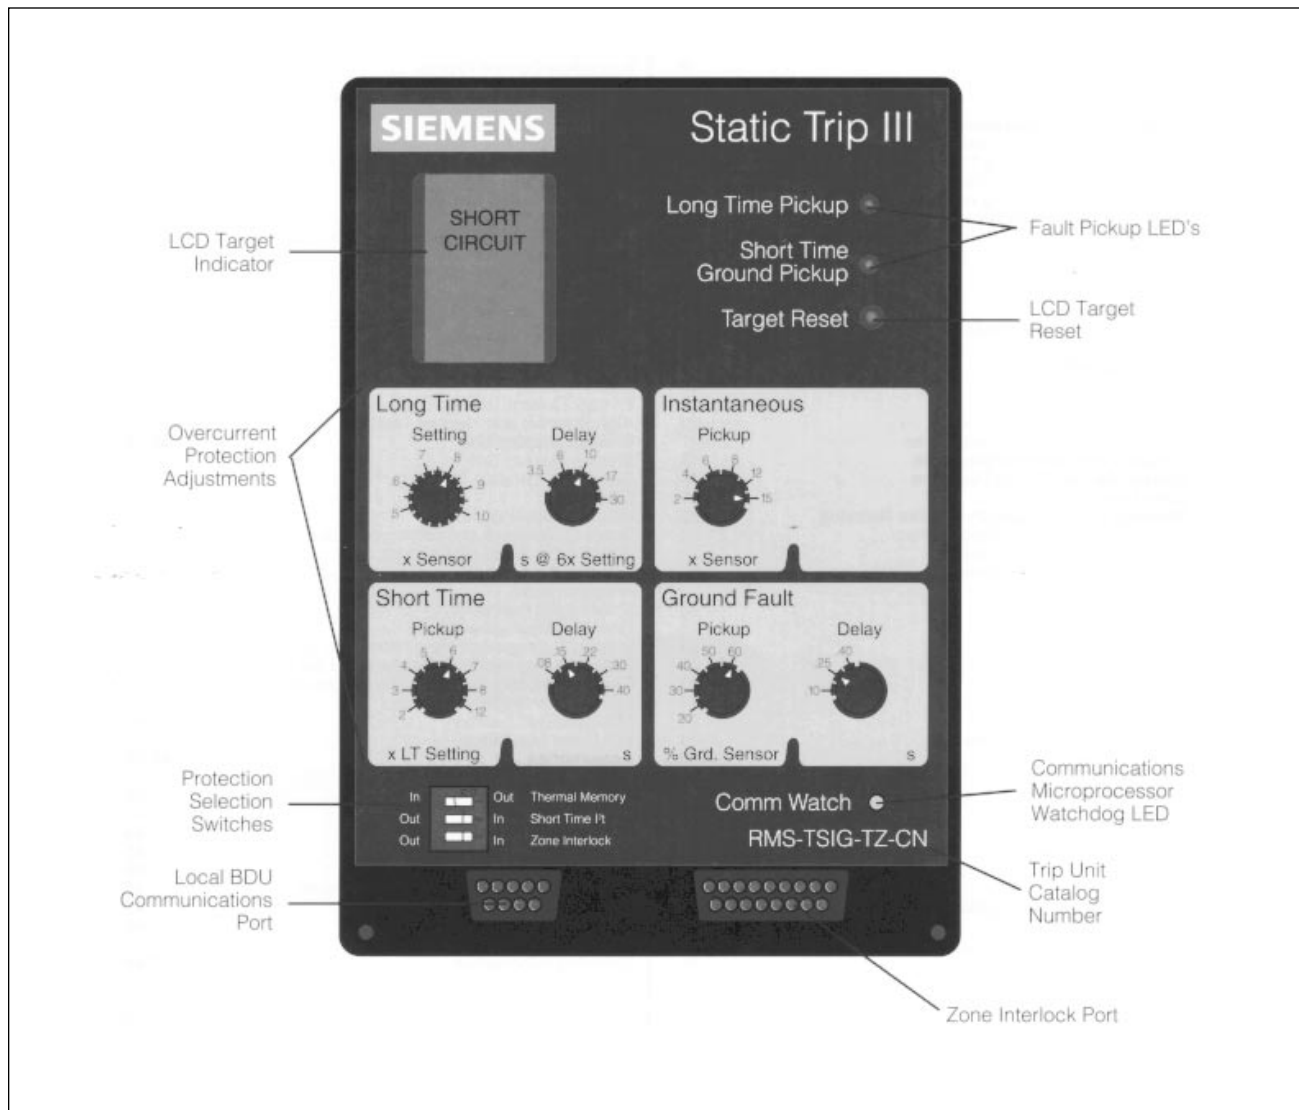 SIEMENS
Static Trip III
SHORT
CIRCUIT
Long Time Pickup
Short Time
Ground Pickup
Target Reset
LCD Target
Indicator
Fault Pickup LED's
LCD Target
Reset
Overcurrent
Protection
Adjustments
Long Time
Setting
.5 .6 .7 .8 .9 1.0
x Sensor
Delay
3.5 6 10 17 30
s @ 6x Setting
Instantaneous
Pickup
2 4 6 8 12 15
x Sensor
Short Time
Pickup
2 3 4 5 6 7 8 12
x LT Setting
Delay
.08 .15 .22 .30 .40
s
Ground Fault
Pickup
20 30 40 50 60
% Grd. Sensor
Delay
.10 .25 .40
s
Protection
Selection
Switches
In Out Thermal Memory
Out In Short Time I²t
Out In Zone Interlock
Comm Watch
RMS-TSIG-TZ-CN
Communications
Microprocessor
Watchdog LED
Local BDU
Communications
Port
Trip Unit
Catalog
Number
Zone Interlock Port